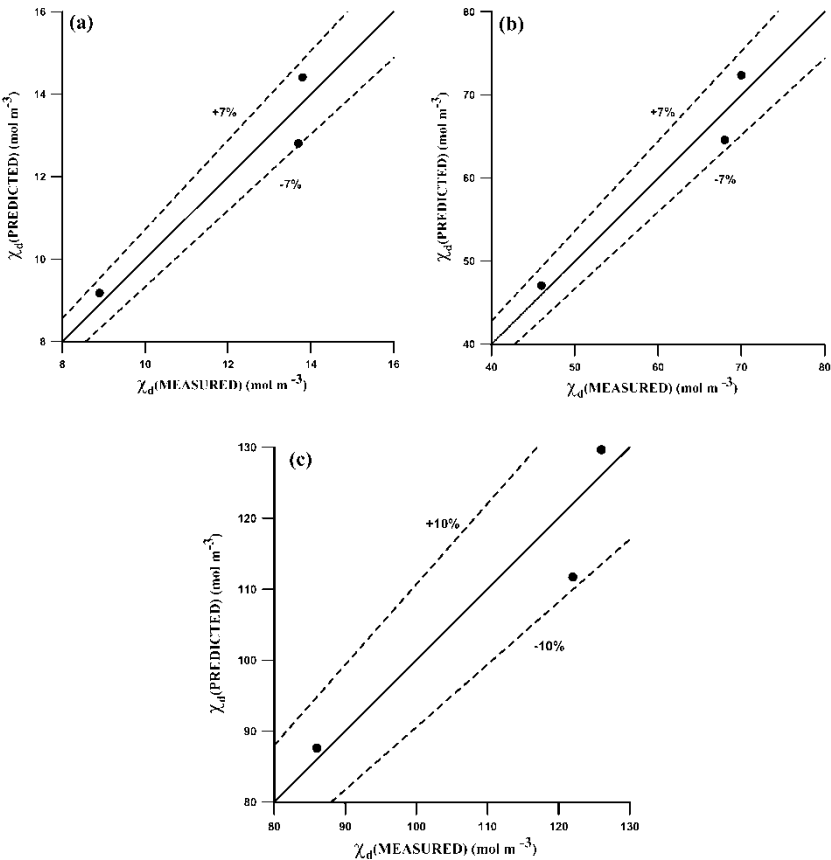 (a)
16
14
12
10
8
8 10 12 14 16
+7%
-7%
χd(PREDICTED) (mol m -3)
χd(MEASURED) (mol m -3)
(b)
80
70
60
50
40
40 50 60 70 80
+7%
-7%
χd(PREDICTED) (mol m -3)
χd(MEASURED) (mol m -3)
(c)
130
120
110
100
90
80
80 90 100 110 120 130
+10%
-10%
χd(PREDICTED) (mol m -3)
χd(MEASURED) (mol m -3)